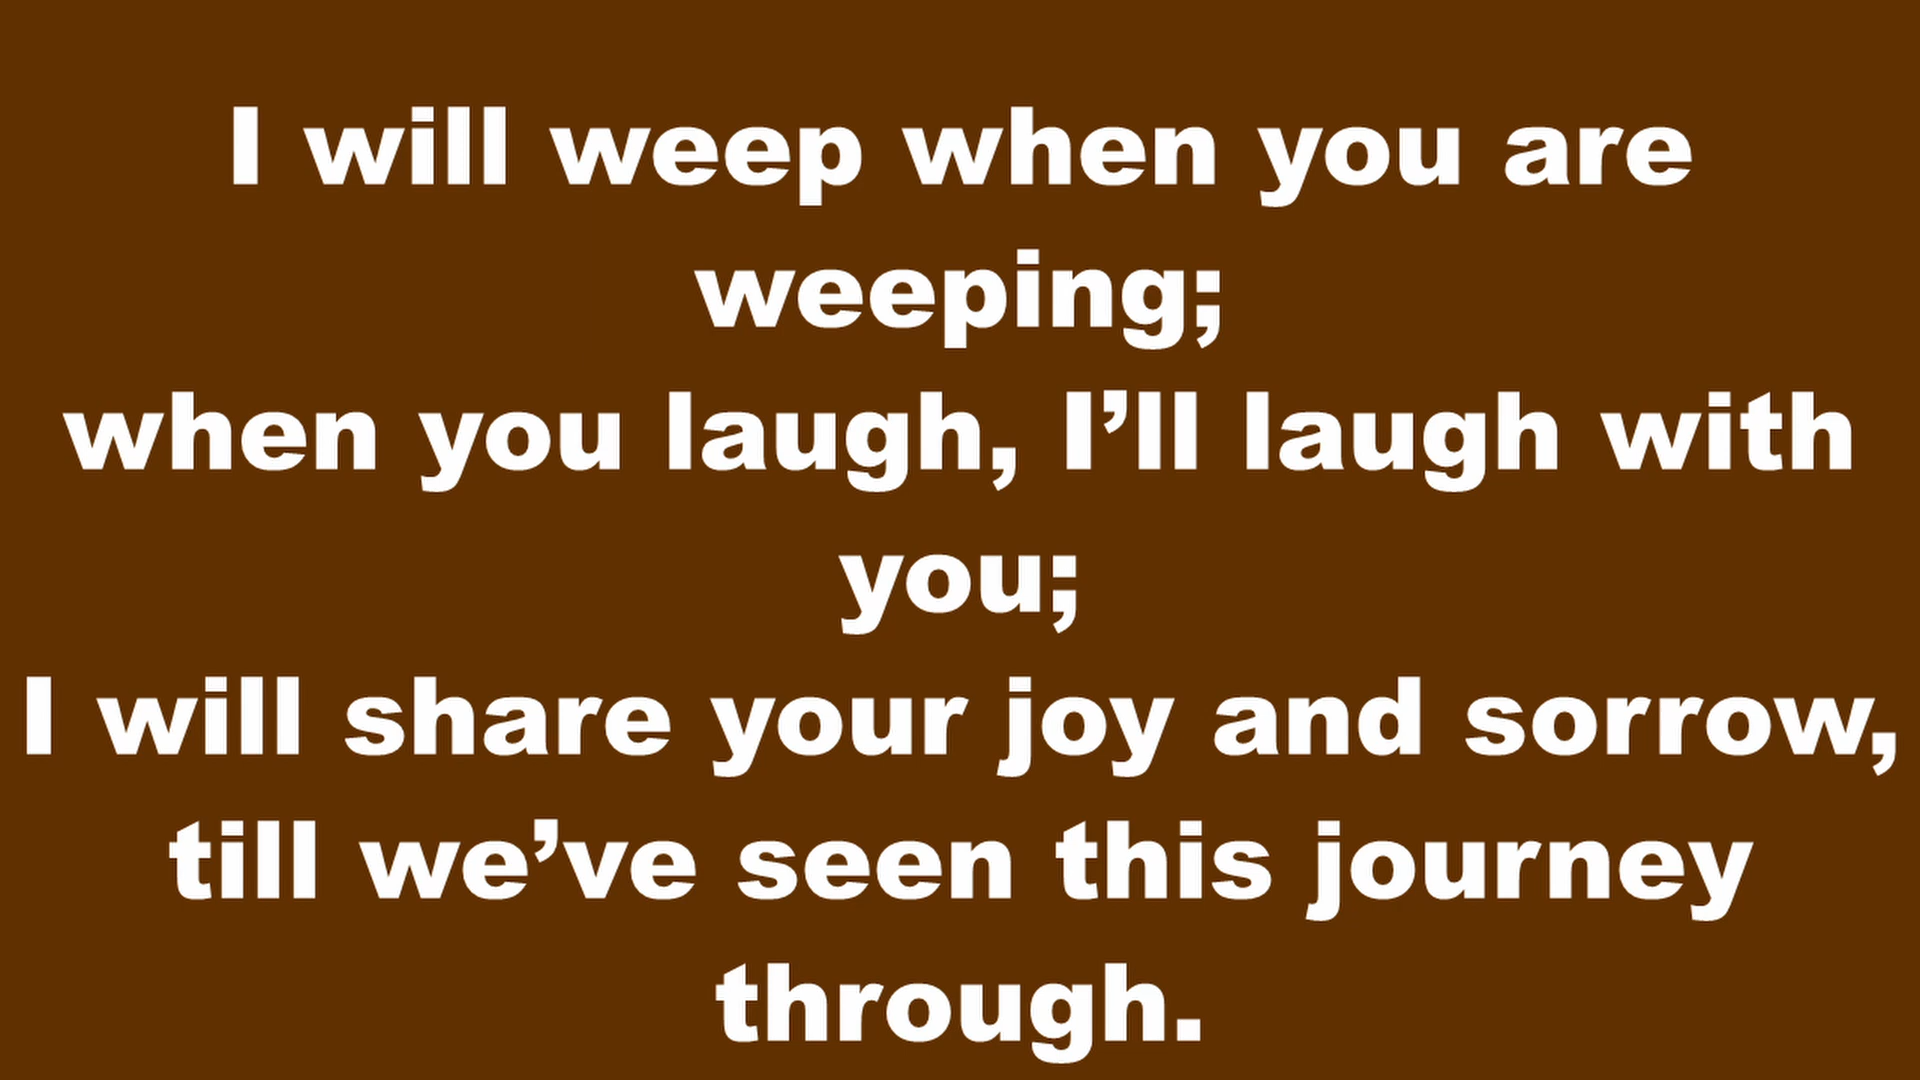 I will weep when you are
weeping;
when you laugh, I’ll laugh with
you;
I will share your joy and sorrow,
till we’ve seen this journey
through.